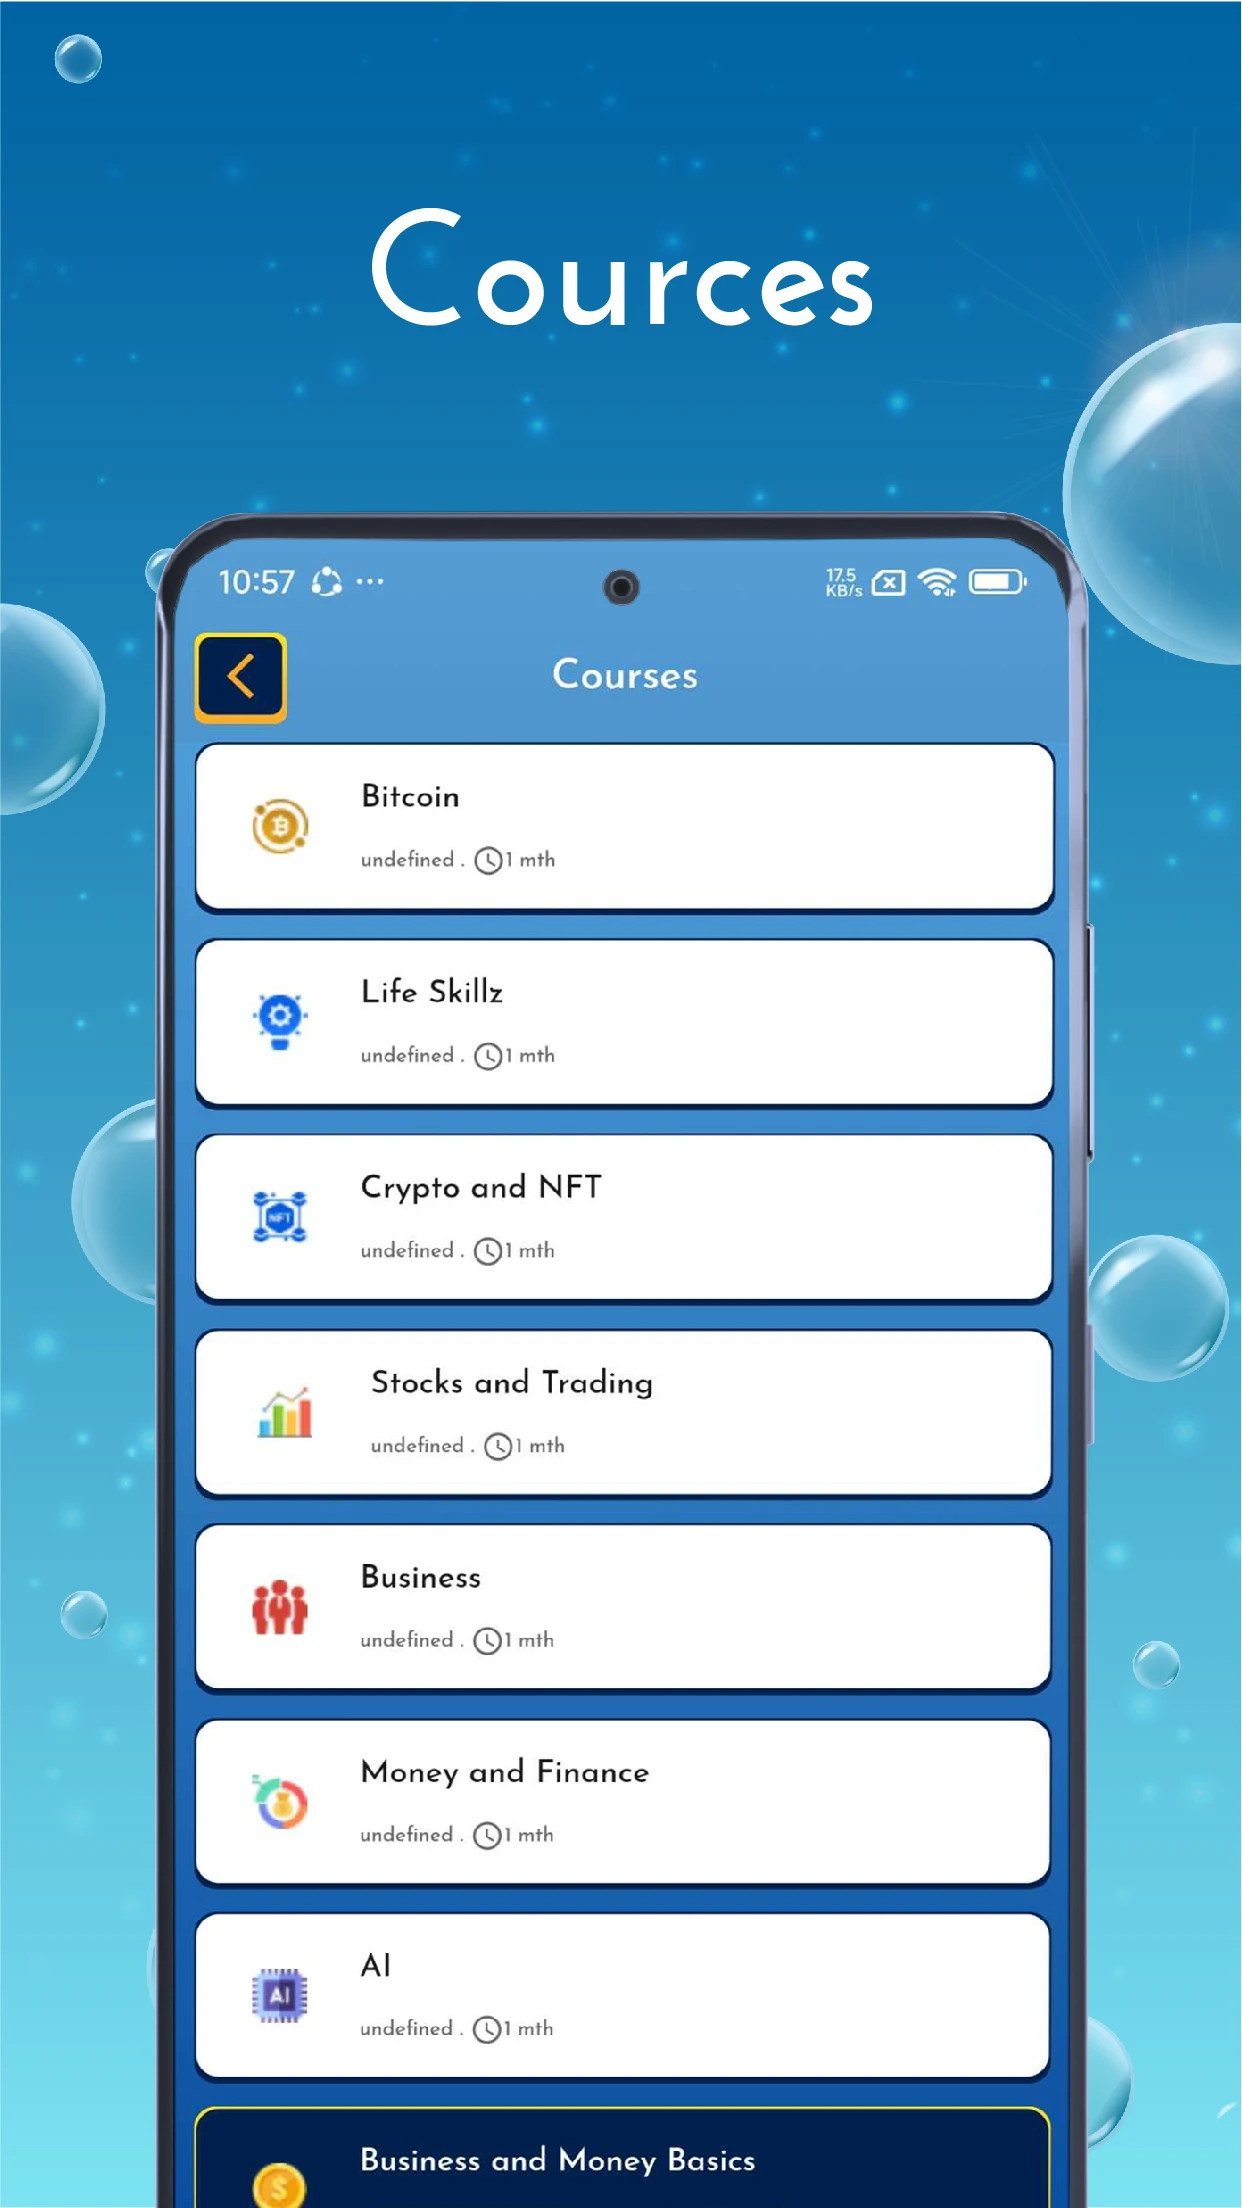 Cources
10:57 ... 17.5 KB/s
Courses
Bitcoin
undefined . 1 mth
Life Skillz
undefined . 1 mth
Crypto and NFT
NFT
undefined . 1 mth
Stocks and Trading
undefined . 1 mth
Business
undefined . 1 mth
Money and Finance
undefined . 1 mth
AI
AI
undefined . 1 mth
Business and Money Basics
$